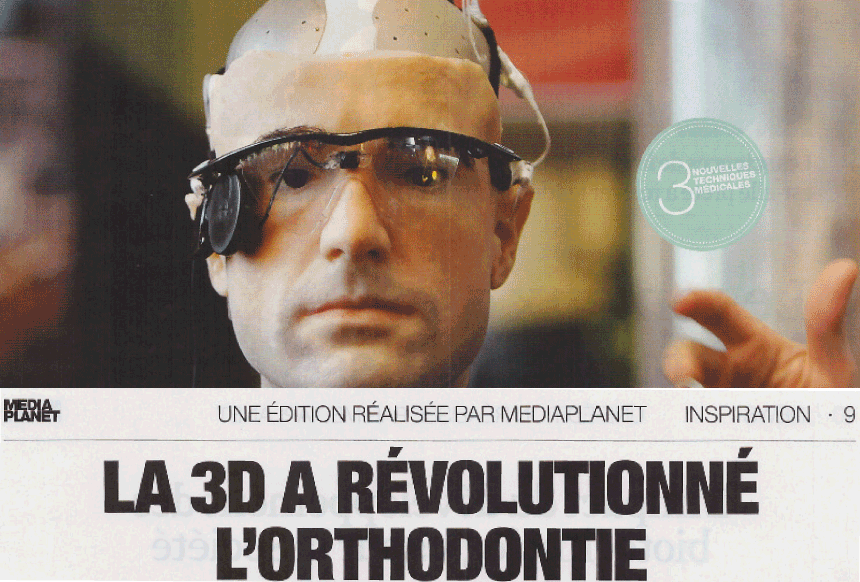 3 NOUVELLES
TECHNIQUES
MÉDICALES
MEDIA
PLANET
UNE ÉDITION RÉALISÉE PAR MEDIAPLANET INSPIRATION · 9
LA 3D A RÉVOLUTIONNÉ
L'ORTHODONTIE